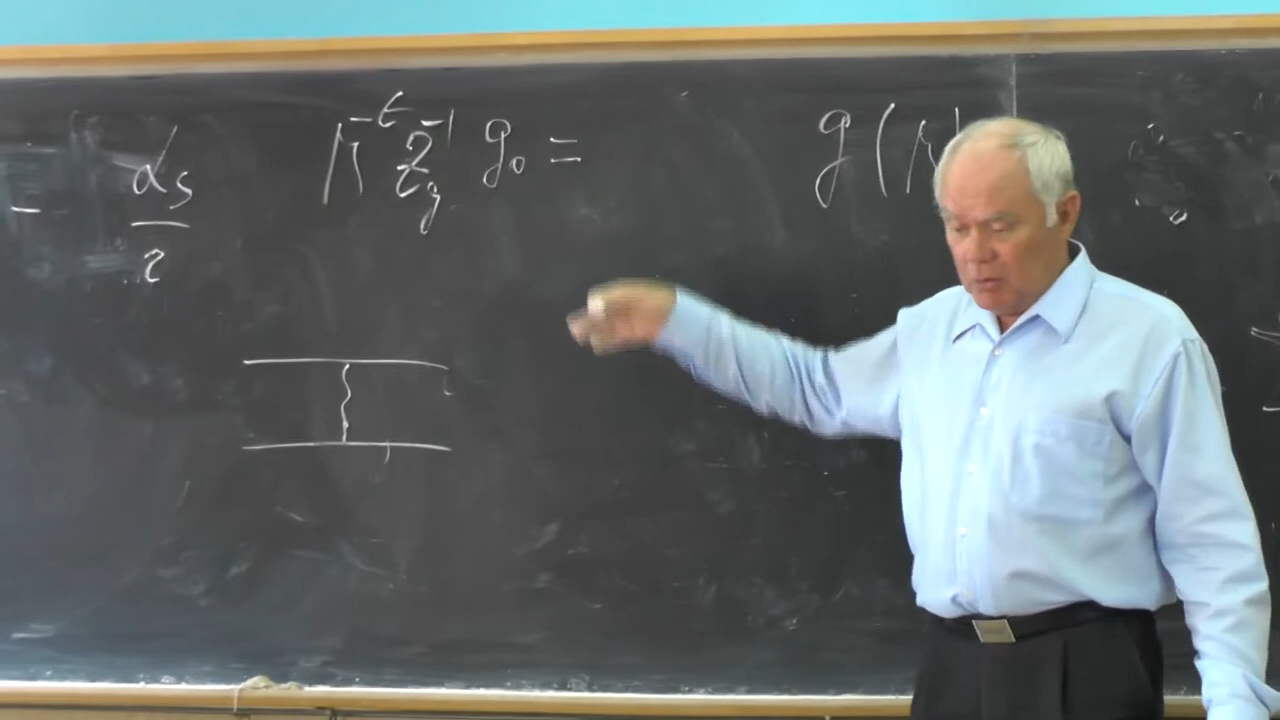 - αs/2
μ^-ε Z_g^-1 g₀ = g(μ